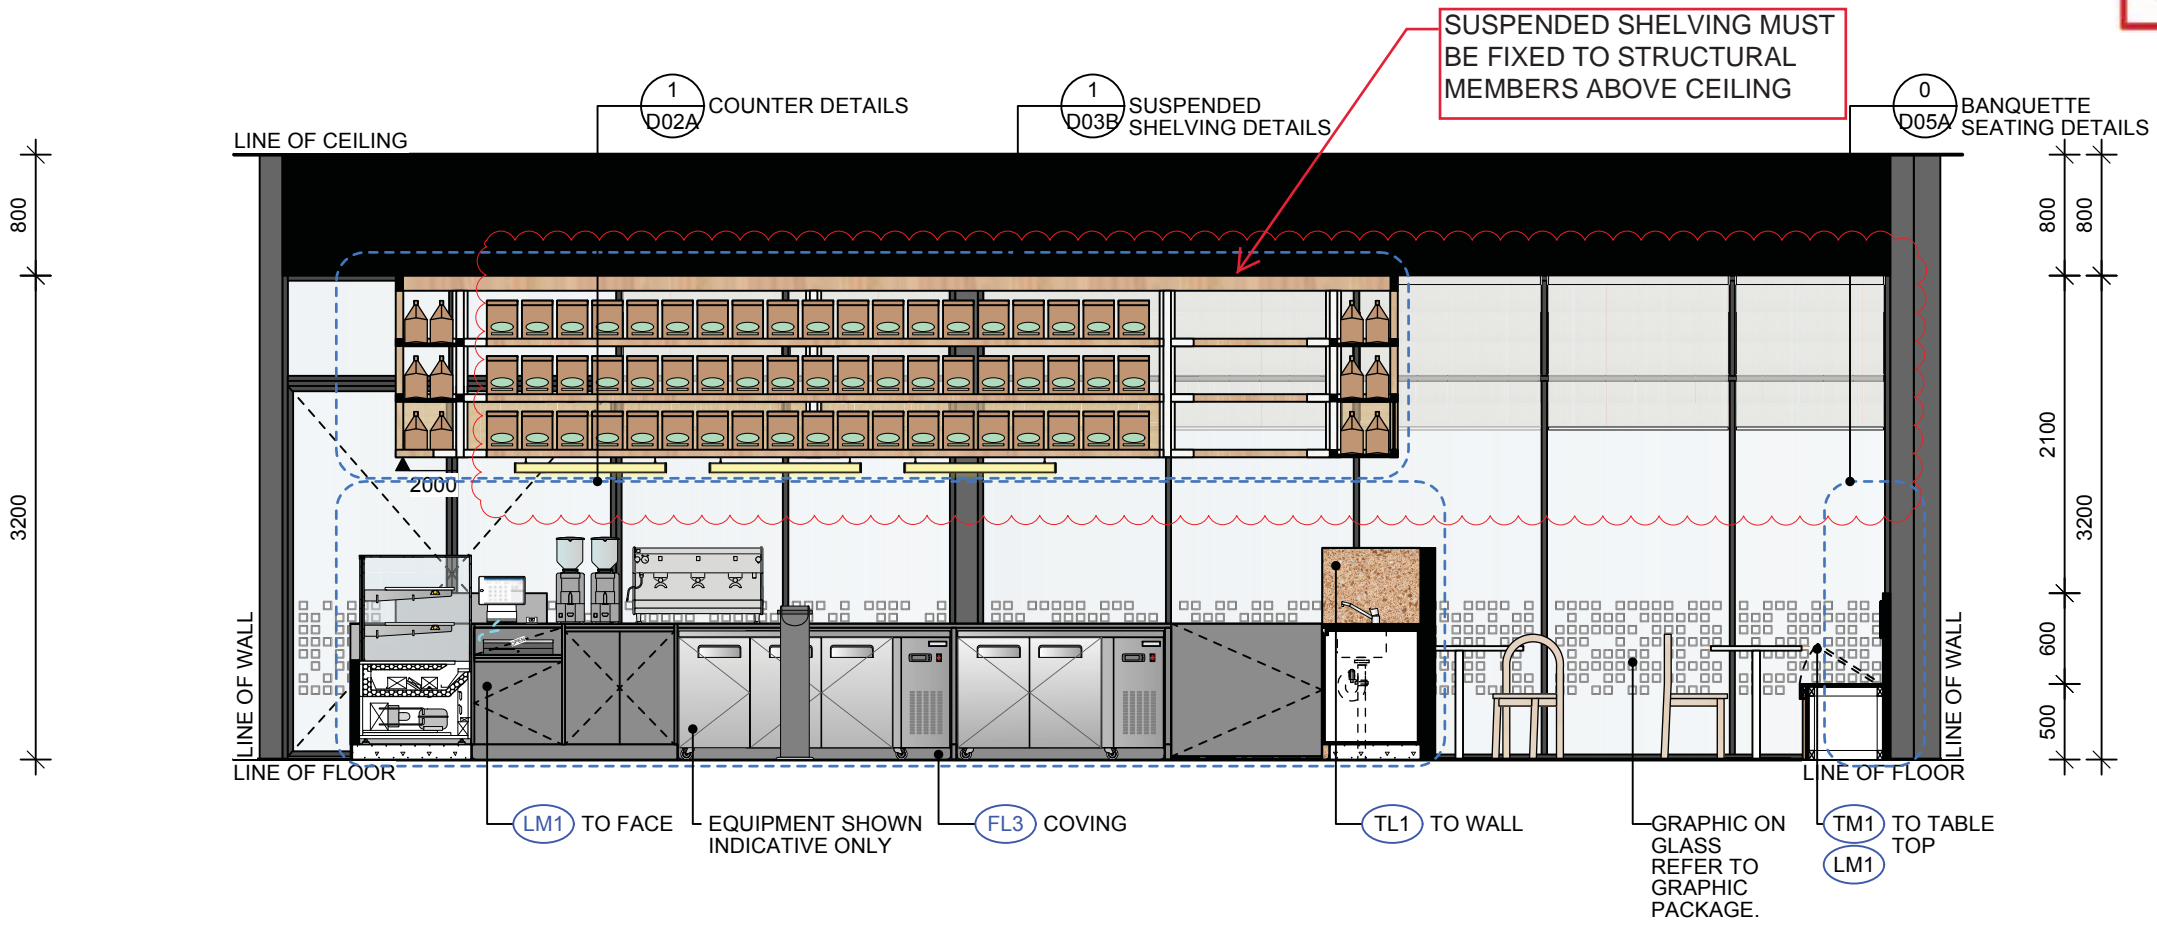 SUSPENDED SHELVING MUST
BE FIXED TO STRUCTURAL
MEMBERS ABOVE CEILING
1
D02A
COUNTER DETAILS
1
D03B
SUSPENDED
SHELVING DETAILS
0
D05A
BANQUETTE
SEATING DETAILS
LINE OF CEILING
800
3200
800
800
2100
3200
600
500
2000
LINE OF WALL
LINE OF WALL
LINE OF FLOOR
LINE OF FLOOR
LM1 TO FACE
EQUIPMENT SHOWN
INDICATIVE ONLY
FL3 COVING
TL1 TO WALL
GRAPHIC ON
GLASS
REFER TO
GRAPHIC
PACKAGE.
TM1 TO TABLE
TOP
LM1